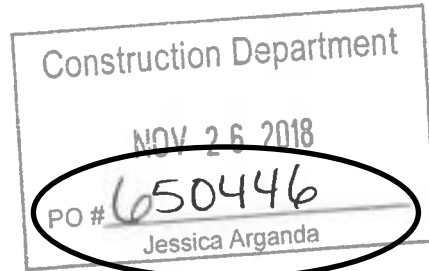 Construction Department
NOV 26 2018
PO # 650446
Jessica Arganda